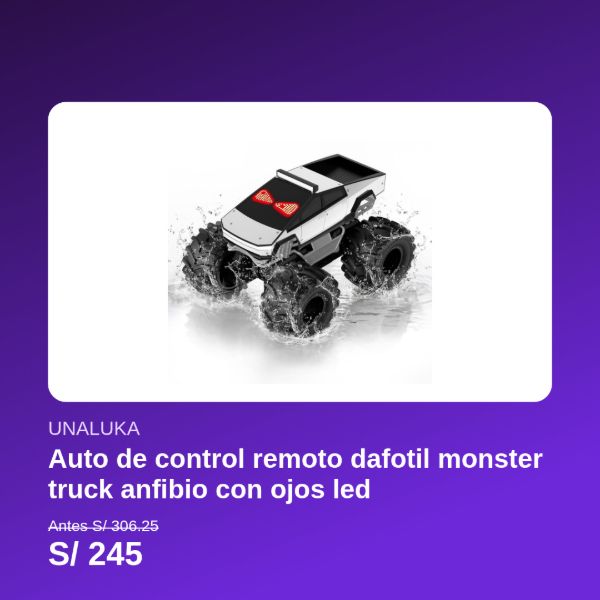 UNALUKA
Auto de control remoto dafotil monster
truck anfibio con ojos led
Antes S/ 306.25
S/ 245